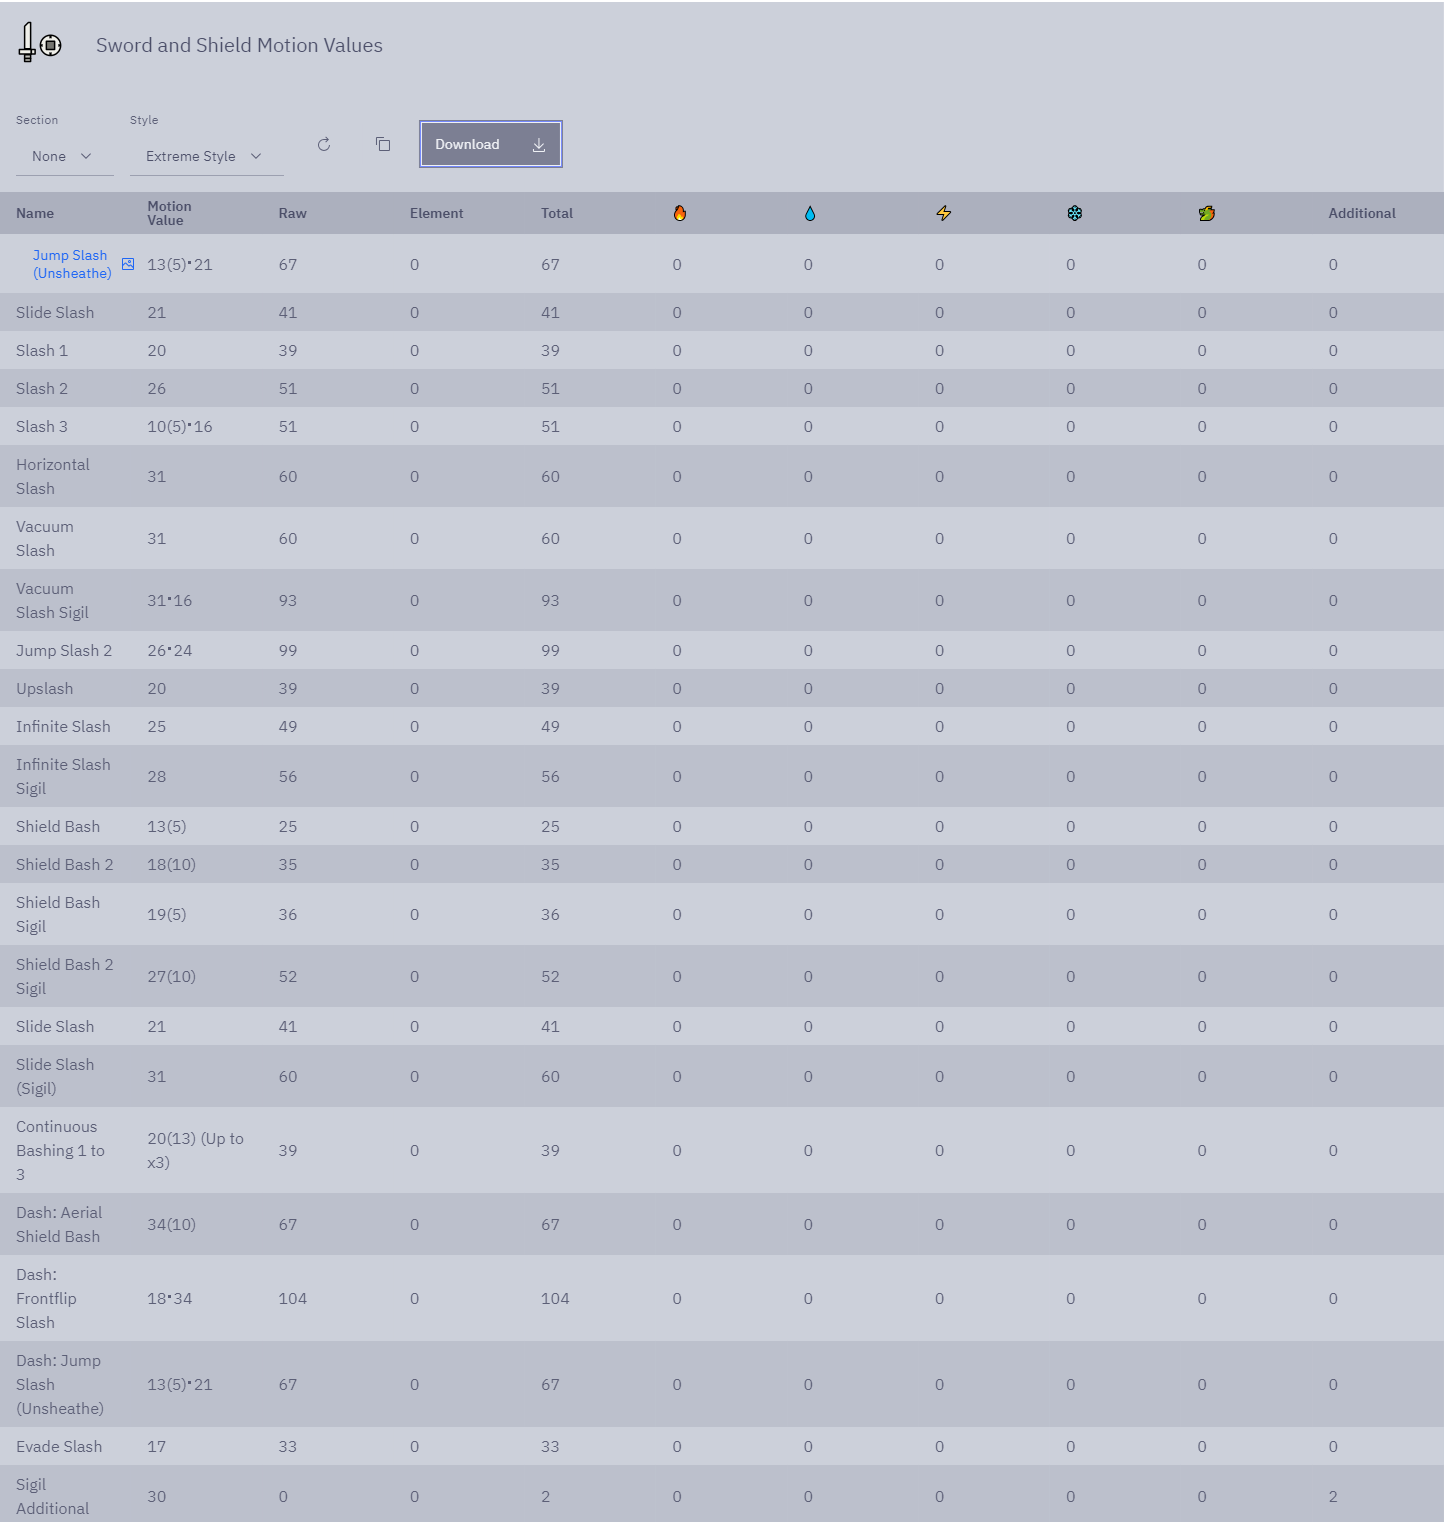 Sword and Shield Motion Values
Section Style
None Extreme Style Download
Name Motion Value Raw Element Total Additional
Jump Slash (Unsheathe) 13(5)･21 67 0 67 0 0 0 0 0 0
Slide Slash 21 41 0 41 0 0 0 0 0 0
Slash 1 20 39 0 39 0 0 0 0 0 0
Slash 2 26 51 0 51 0 0 0 0 0 0
Slash 3 10(5)･16 51 0 51 0 0 0 0 0 0
Horizontal Slash 31 60 0 60 0 0 0 0 0 0
Vacuum Slash 31 60 0 60 0 0 0 0 0 0
Vacuum Slash Sigil 31･16 93 0 93 0 0 0 0 0 0
Jump Slash 2 26･24 99 0 99 0 0 0 0 0 0
Upslash 20 39 0 39 0 0 0 0 0 0
Infinite Slash 25 49 0 49 0 0 0 0 0 0
Infinite Slash Sigil 28 56 0 56 0 0 0 0 0 0
Shield Bash 13(5) 25 0 25 0 0 0 0 0 0
Shield Bash 2 18(10) 35 0 35 0 0 0 0 0 0
Shield Bash Sigil 19(5) 36 0 36 0 0 0 0 0 0
Shield Bash 2 Sigil 27(10) 52 0 52 0 0 0 0 0 0
Slide Slash 21 41 0 41 0 0 0 0 0 0
Slide Slash (Sigil) 31 60 0 60 0 0 0 0 0 0
Continuous Bashing 1 to 3 20(13) (Up to x3) 39 0 39 0 0 0 0 0 0
Dash: Aerial Shield Bash 34(10) 67 0 67 0 0 0 0 0 0
Dash: Frontflip Slash 18･34 104 0 104 0 0 0 0 0 0
Dash: Jump Slash (Unsheathe) 13(5)･21 67 0 67 0 0 0 0 0 0
Evade Slash 17 33 0 33 0 0 0 0 0 0
Sigil Additional 30 0 0 2 0 0 0 0 0 2